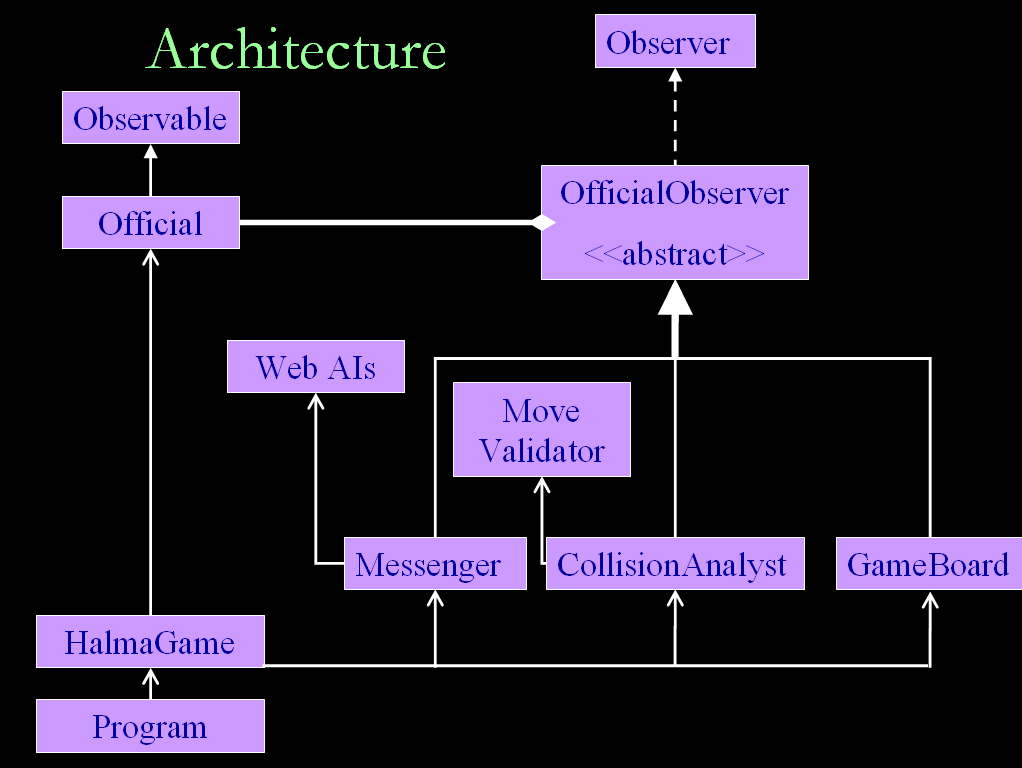 Architecture
Observer
Observable
OfficialObserver
<<abstract>>
Official
Web AIs
Move
Validator
Messenger
CollisionAnalyst
GameBoard
HalmaGame
Program